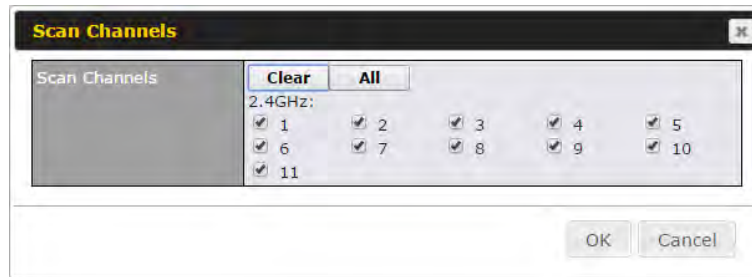 Scan Channels
Scan Channels
Clear All
2.4GHz:
1 2 3 4 5
6 7 8 9 10
11
OK Cancel